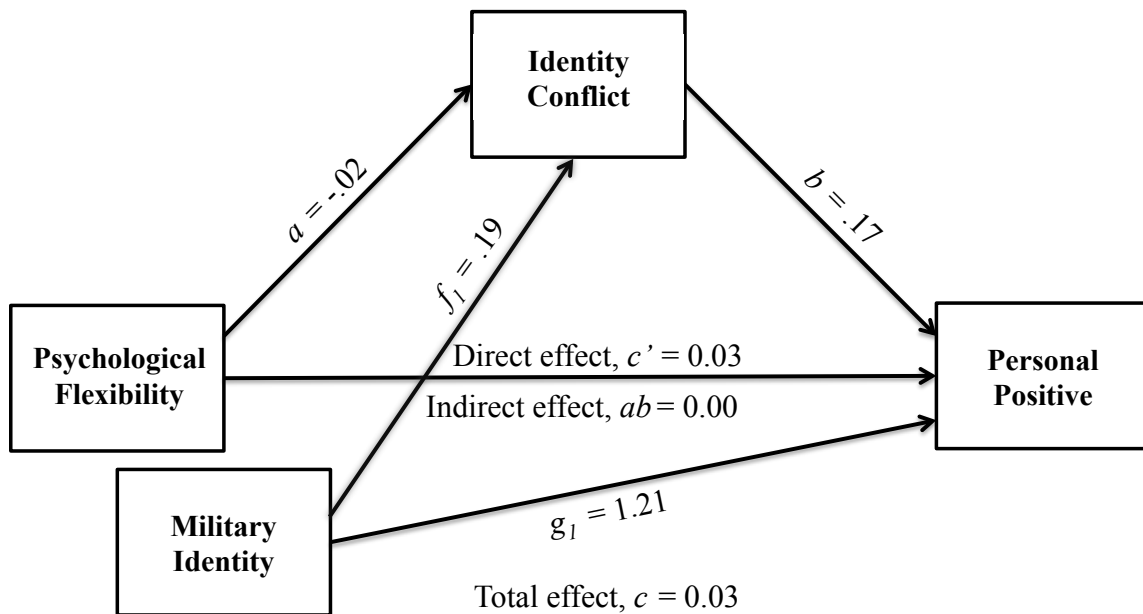 Identity
Conflict
a = -.02
f1 = .19
b = .17
Psychological
Flexibility
Direct effect, c’ = 0.03
Indirect effect, ab = 0.00
Personal
Positive
Military
Identity
g1 = 1.21
Total effect, c = 0.03